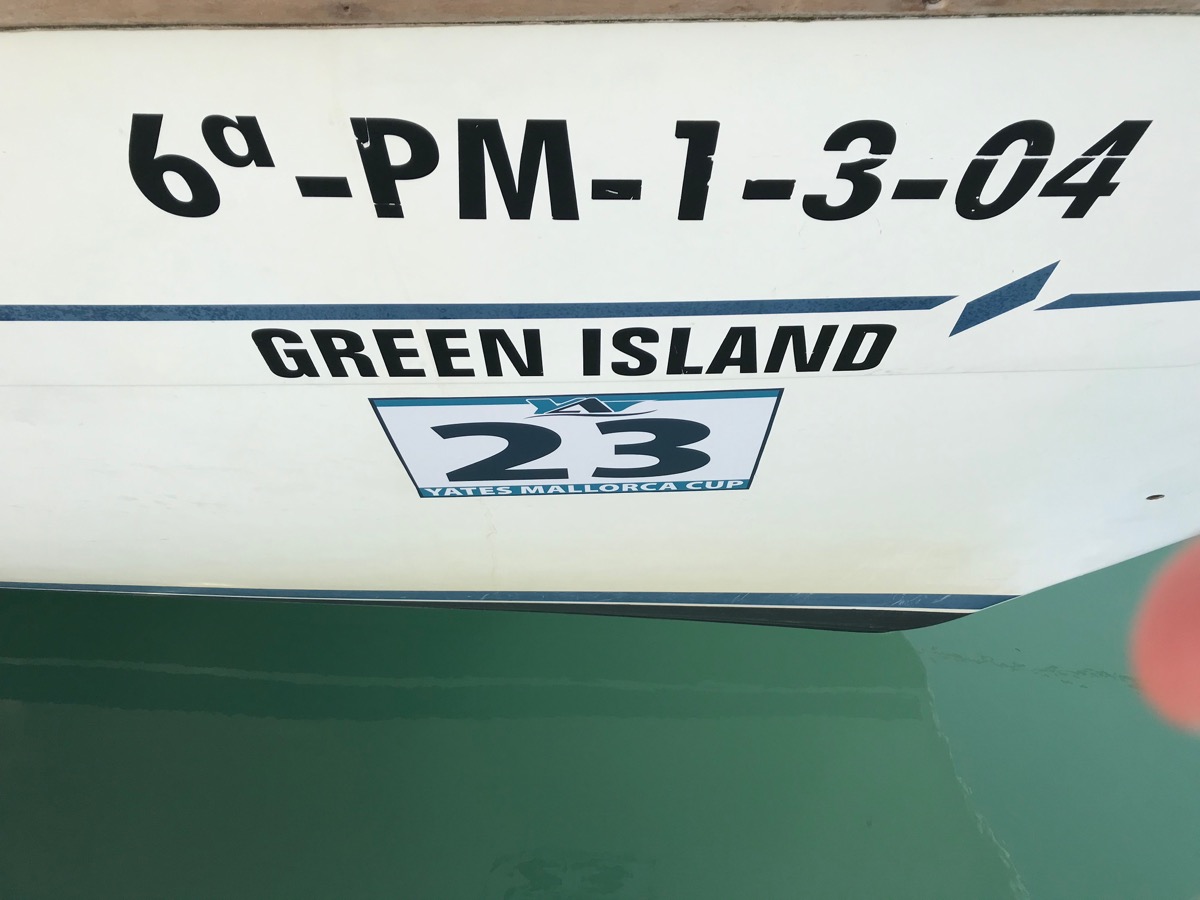 6ª-PM-1-3-04
GREEN ISLAND
23
YATES MALLORCA CUP